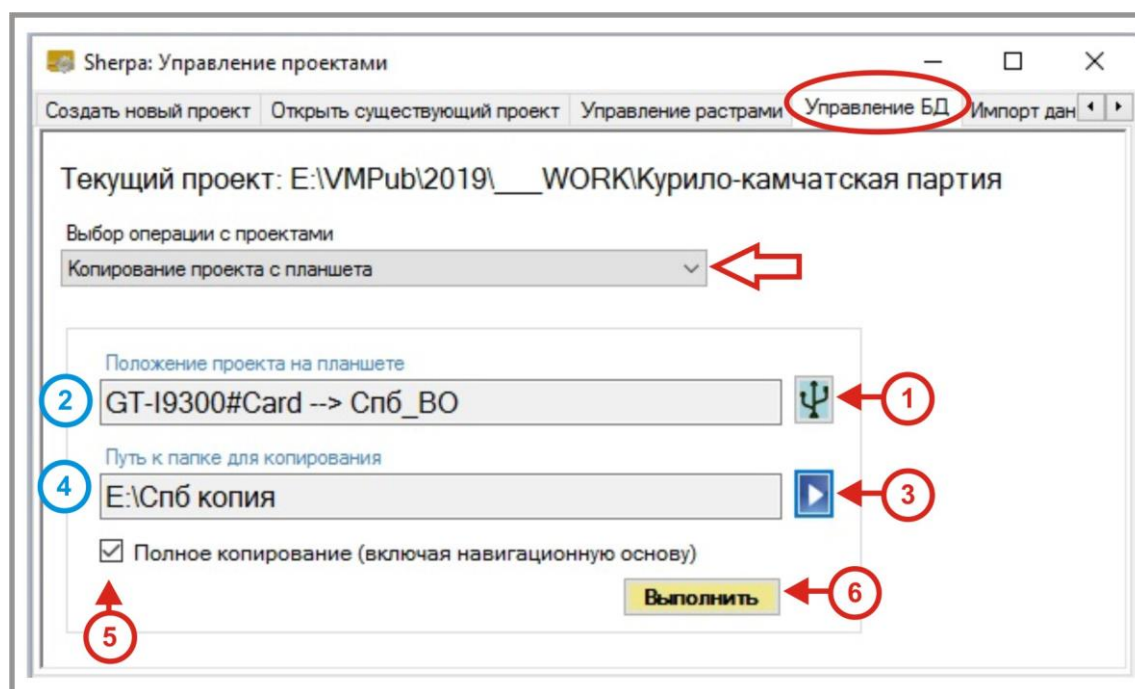 Sherpa: Управление проектами
Создать новый проект Открыть существующий проект Управление растрами Управление БД Импорт дан
Текущий проект: E:\VMPub\2019\___WORK\Курило-камчатская партия
Выбор операции с проектами
Копирование проекта с планшета
Положение проекта на планшете
2 GT-I9300#Card --> Спб_ВО 1
Путь к папке для копирования
4 E:\Спб копия 3
Полное копирование (включая навигационную основу)
Выполнить 6
5